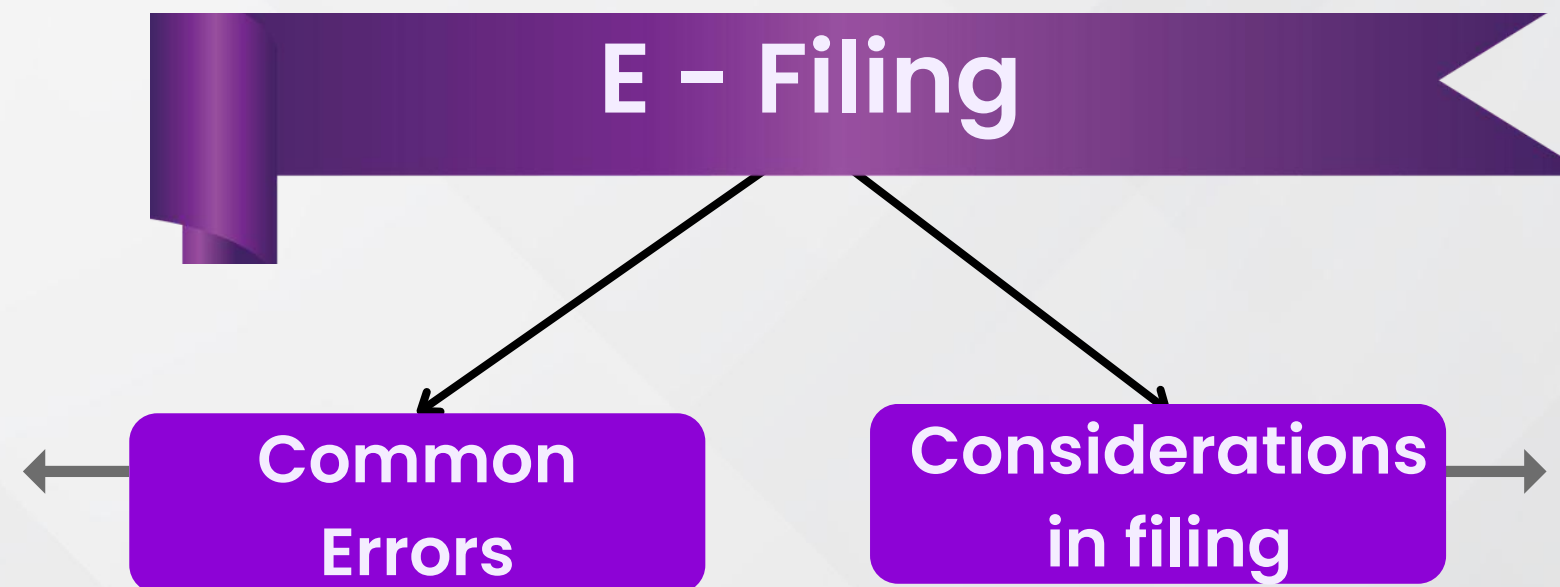 E - Filing
Common
Errors
Considerations
in filing